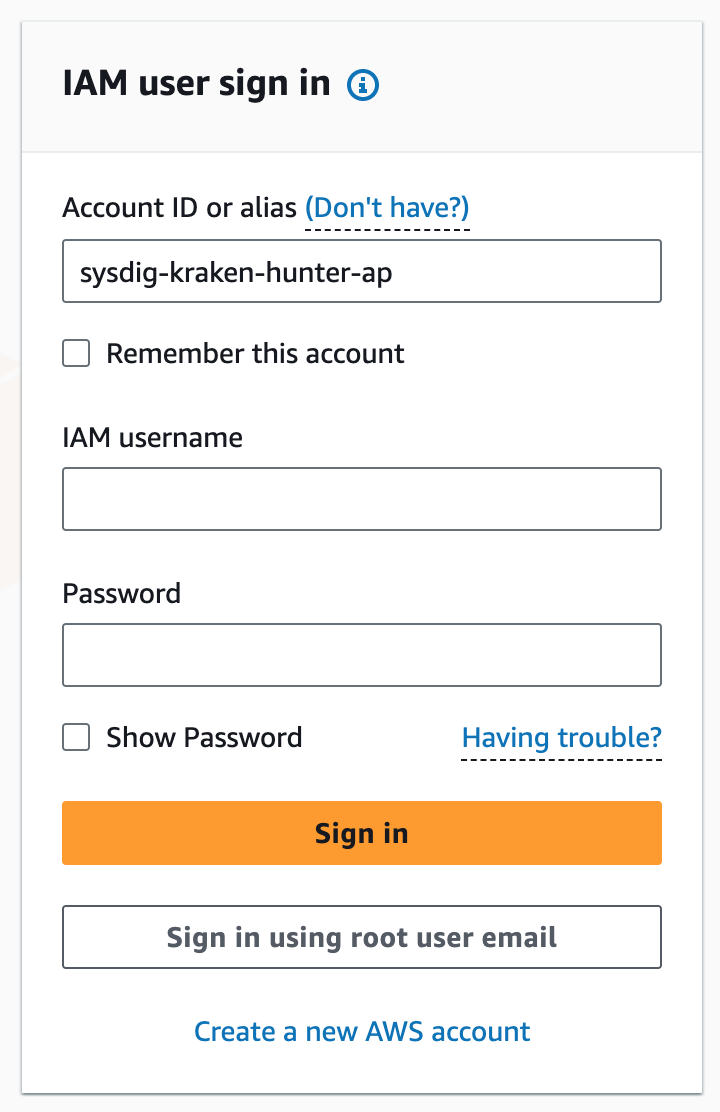 IAM user sign in
Account ID or alias (Don't have?)
sysdig-kraken-hunter-ap
Remember this account
IAM username
Password
Show Password Having trouble?
Sign in
Sign in using root user email
Create a new AWS account